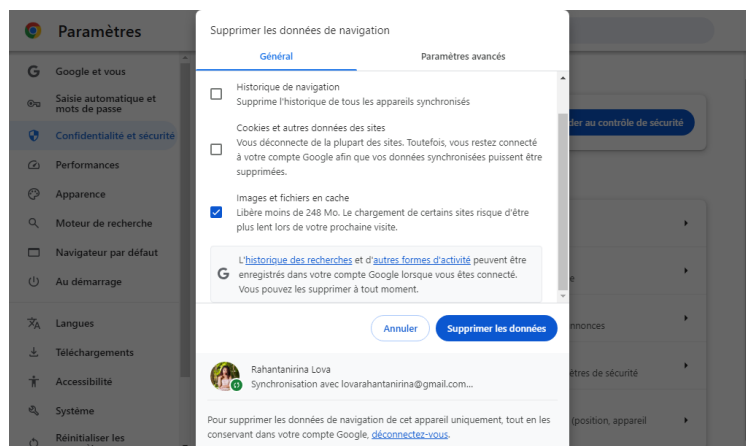 Paramètres
Google et vous
Saisie automatique et
mots de passe
Confidentialité et sécurité
Performances
Apparence
Moteur de recherche
Navigateur par défaut
Au démarrage
Langues
Téléchargements
Accessibilité
Système
Réinitialiser les
Supprimer les données de navigation
Général
Paramètres avancés
Historique de navigation
Supprime l'historique de tous les appareils synchronisés
Cookies et autres données des sites
Vous déconnecte de la plupart des sites. Toutefois, vous restez connecté
à votre compte Google afin que vos données synchronisées puissent être
supprimées.
Images et fichiers en cache
Libère moins de 248 Mo. Le chargement de certains sites risque d'être
plus lent lors de votre prochaine visite.
L'historique des recherches et d'autres formes d'activité peuvent être
enregistrés dans votre compte Google lorsque vous êtes connecté.
Vous pouvez les supprimer à tout moment.
Annuler
Supprimer les données
Rahantanirina Lova
Synchronisation avec lovarahantanirina@gmail.com...
Pour supprimer les données de navigation de cet appareil uniquement, tout en les
conservant dans votre compte Google, déconnectez-vous.
der au contrôle de sécurité
e
nnonces
ètres de sécurité
(position, appareil